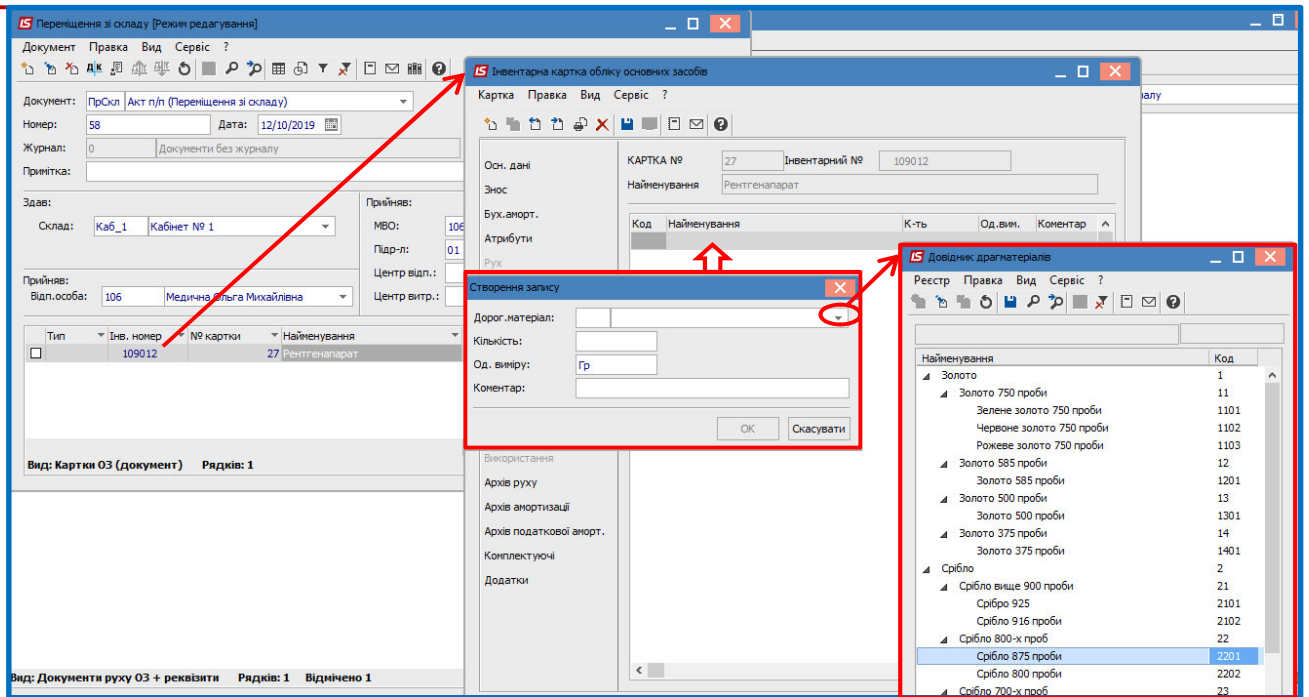 Переміщення зі складу [Режим редагування]
Документ Правка Вид Сервіс ?
Документ: ПрСкл Акт п/п (Переміщення зі складу)
Номер: 58 Дата: 12/10/2019
Журнал: 0 Документи без журналу
Примітка:
Здав:
Склад: Каб_1 Кабінет № 1
Прийняв:
Відп.особа: 106 Медична Ольга Михайлівна
Прийняв:
МВО: 106
Підр-л: 01
Центр відп.:
Центр витр.:
Тип Інв. номер № картки Найменування
109012 27 Рентгенапарат
Вид: Картки ОЗ (документ) Рядків: 1
Вид: Документи руху ОЗ + реквізити Рядків: 1 Відмічено 1
Інвентарна картка обліку основних засобів
Картка Правка Вид Сервіс ?
Осн. дані
Знос
Бух.аморт.
Атрибути
Рух
КАРТКА № 27 Інвентарний № 109012
Найменування Рентгенапарат
Код Найменування К-ть Од.вим. Коментар
Створення запису
Дорог.матеріал:
Кількість:
Од. виміру: Гр
Коментар:
OK Скасувати
Використання
Архів руху
Архів амортизації
Архів податкової аморт.
Комплектуючі
Додатки
алу
Довідник драгматеріалів
Реєстр Правка Вид Сервіс ?
Найменування Код
Золото 1
Золото 750 проби 11
Зелене золото 750 проби 1101
Червоне золото 750 проби 1102
Рожеве золото 750 проби 1103
Золото 585 проби 12
Золото 585 проби 1201
Золото 500 проби 13
Золото 500 проби 1301
Золото 375 проби 14
Золото 375 проби 1401
Срібло 2
Срібло вище 900 проби 21
Срібро 925 2101
Срібло 916 проби 2102
Срібло 800-х проб 22
Срібло 875 проби 2201
Срібло 800 проби 2202
Срібло 700-х проб 23